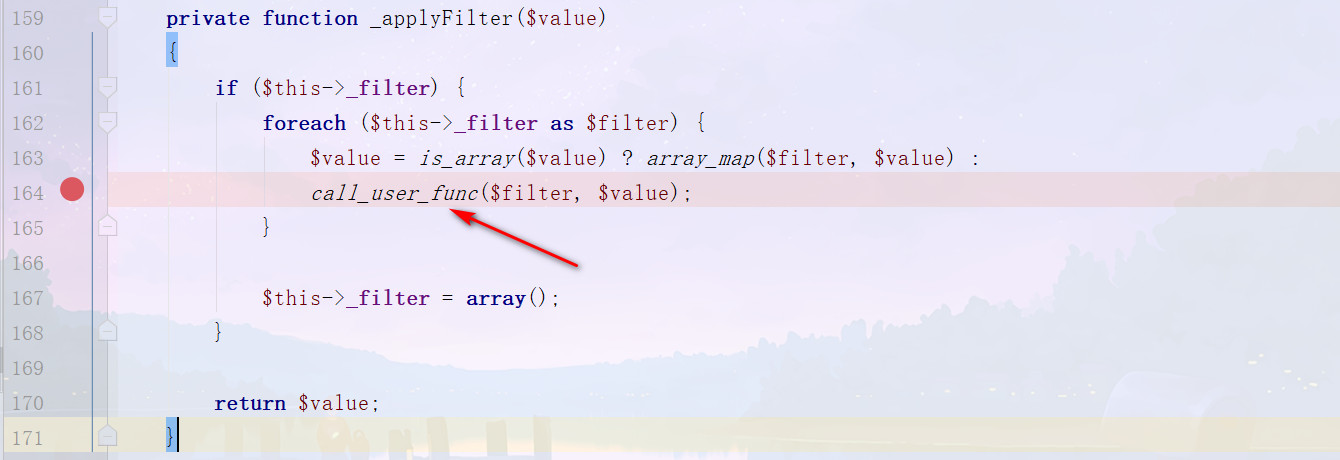 159 private function _applyFilter($value)
160 {
161 if ($this->_filter) {
162 foreach ($this->_filter as $filter) {
163 $value = is_array($value) ? array_map($filter, $value) :
164 call_user_func($filter, $value);
165 }
166
167 $this->_filter = array();
168 }
169
170 return $value;
171 }